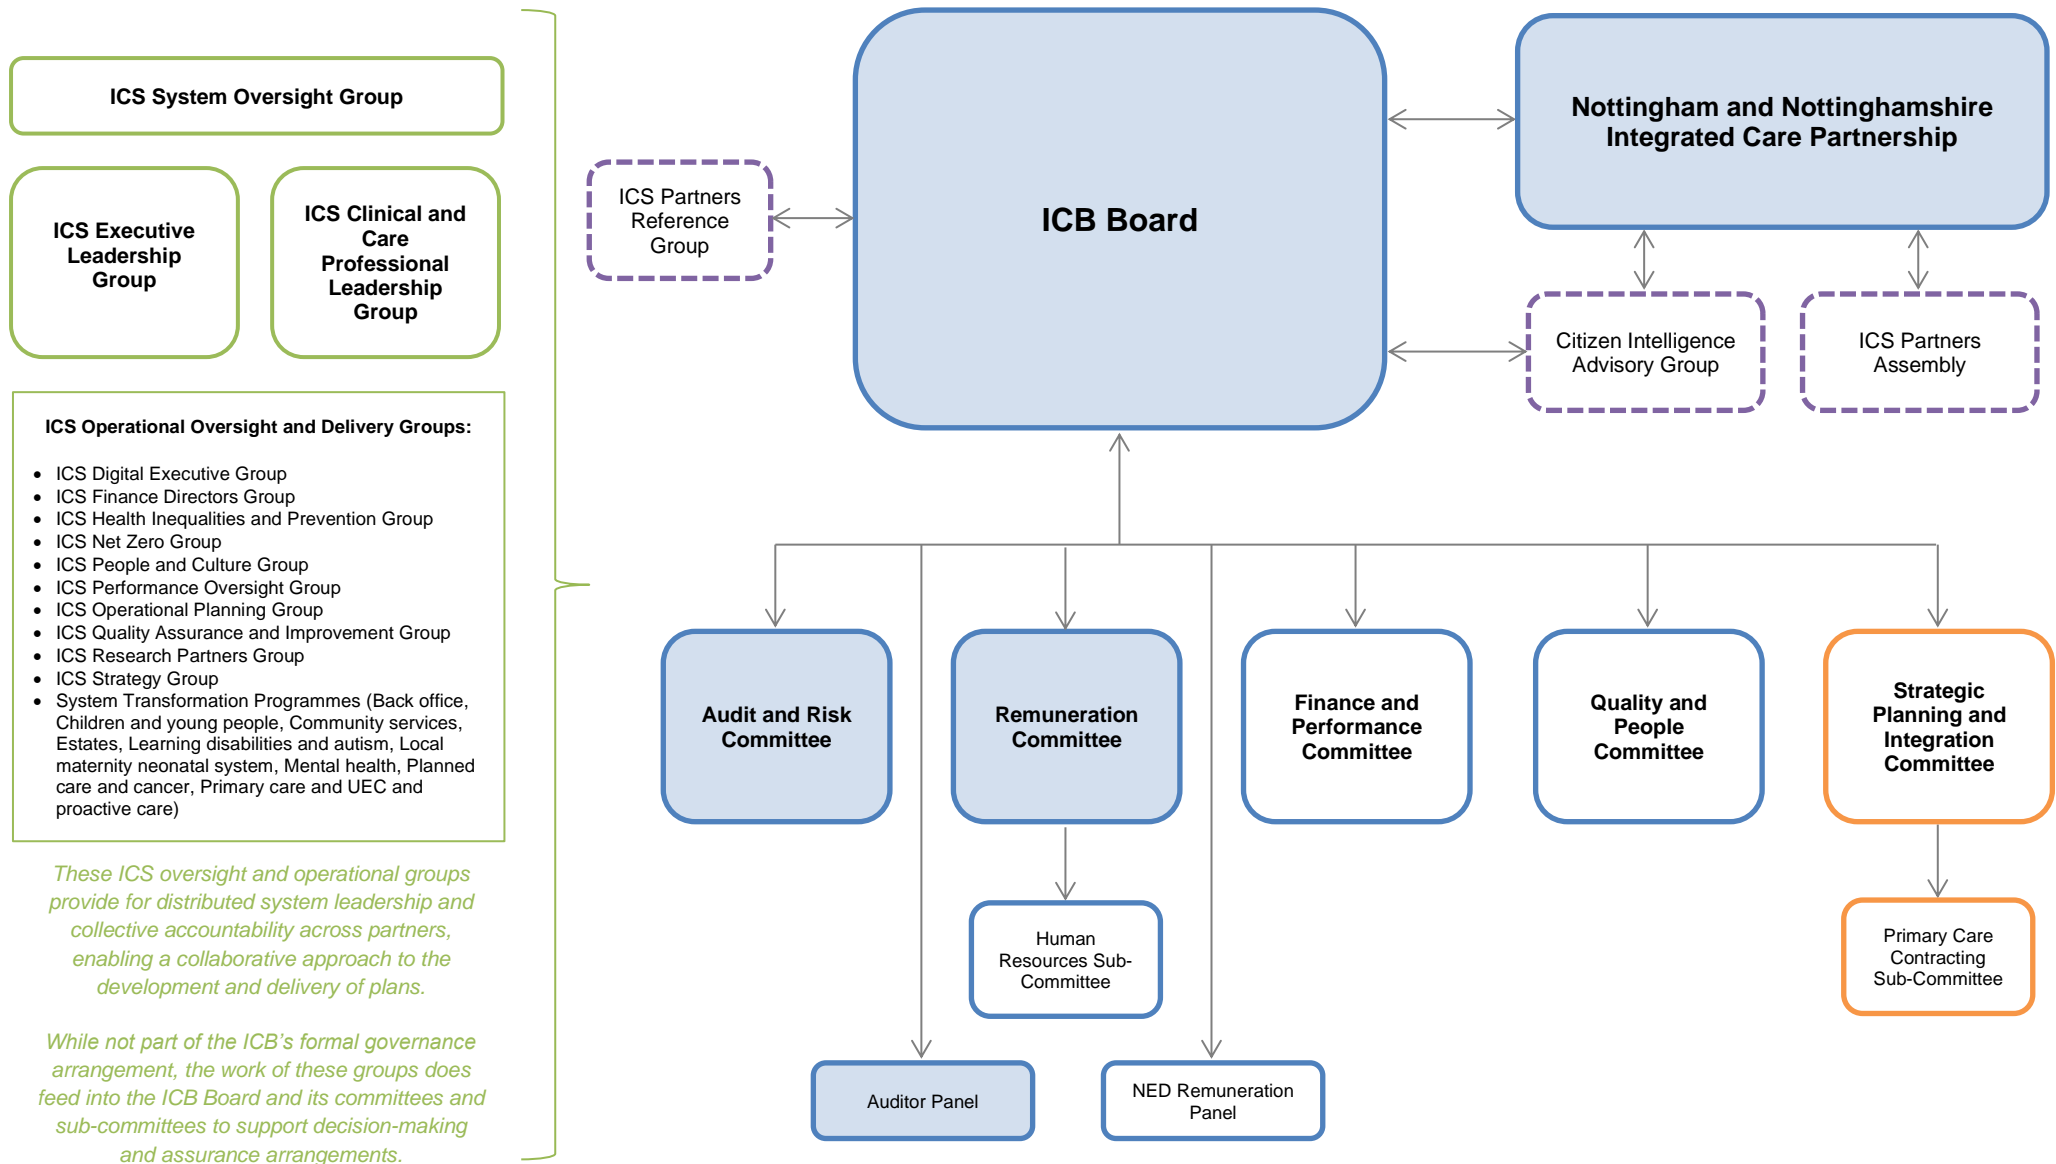 ICS System Oversight Group
ICS Executive
Leadership
Group
ICS Clinical and
Care
Professional
Leadership
Group
ICS Operational Oversight and Delivery Groups:
• ICS Digital Executive Group
• ICS Finance Directors Group
• ICS Health Inequalities and Prevention Group
• ICS Net Zero Group
• ICS People and Culture Group
• ICS Performance Oversight Group
• ICS Operational Planning Group
• ICS Quality Assurance and Improvement Group
• ICS Research Partners Group
• ICS Strategy Group
• System Transformation Programmes (Back office,
Children and young people, Community services,
Estates, Learning disabilities and autism, Local
maternity neonatal system, Mental health, Planned
care and cancer, Primary care and UEC and
proactive care)
These ICS oversight and operational groups
provide for distributed system leadership and
collective accountability across partners,
enabling a collaborative approach to the
development and delivery of plans.
While not part of the ICB’s formal governance
arrangement, the work of these groups does
feed into the ICB Board and its committees and
sub-committees to support decision-making
and assurance arrangements.
ICS Partners
Reference
Group
ICB Board
Nottingham and Nottinghamshire
Integrated Care Partnership
Citizen Intelligence
Advisory Group
ICS Partners
Assembly
Audit and Risk
Committee
Remuneration
Committee
Finance and
Performance
Committee
Quality and
People
Committee
Strategic
Planning and
Integration
Committee
Human
Resources Sub-
Committee
Primary Care
Contracting
Sub-Committee
Auditor Panel
NED Remuneration
Panel